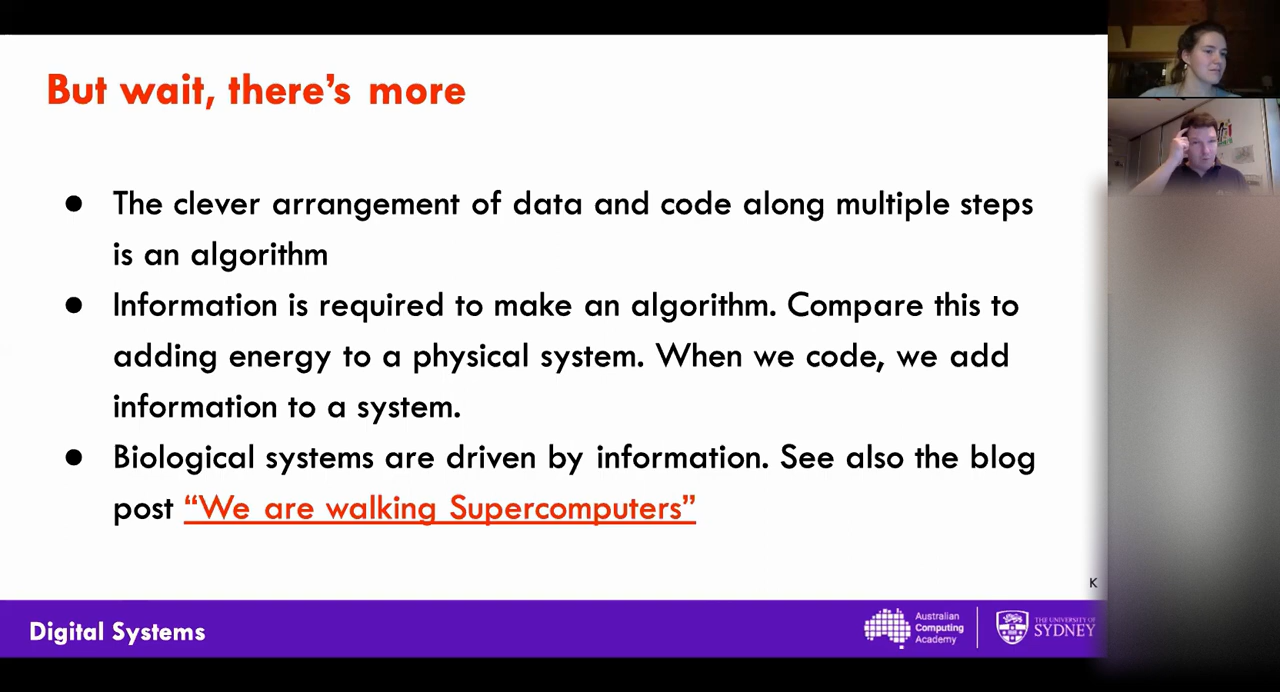 But wait, there's more
● The clever arrangement of data and code along multiple steps
is an algorithm
● Information is required to make an algorithm. Compare this to
adding energy to a physical system. When we code, we add
information to a system.
● Biological systems are driven by information. See also the blog
post “We are walking Supercomputers”
K
Digital Systems
Australian
Computing
Academy
THE UNIVERSITY OF
SYDNEY